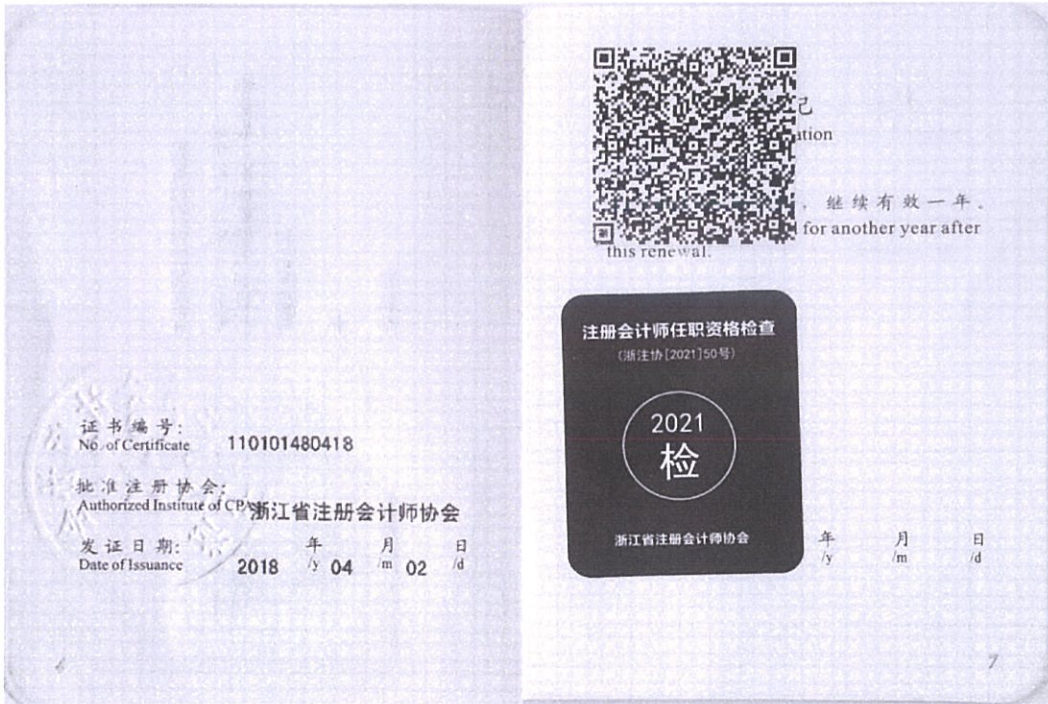 证书编号:
No. of Certificate
110101480418
批准注册协会:
Authorized Institute of CPA
浙江省注册会计师协会
发证日期:
Date of Issuance
2018 年/y 04 月/m 02 日/d
6
己
ation
，继续有效一年.
for another year after
this renewal.
注册会计师任职资格检查
(浙注协[2021]50号)
2021
检
浙江省注册会计师协会
年 月 日
/y /m /d
7